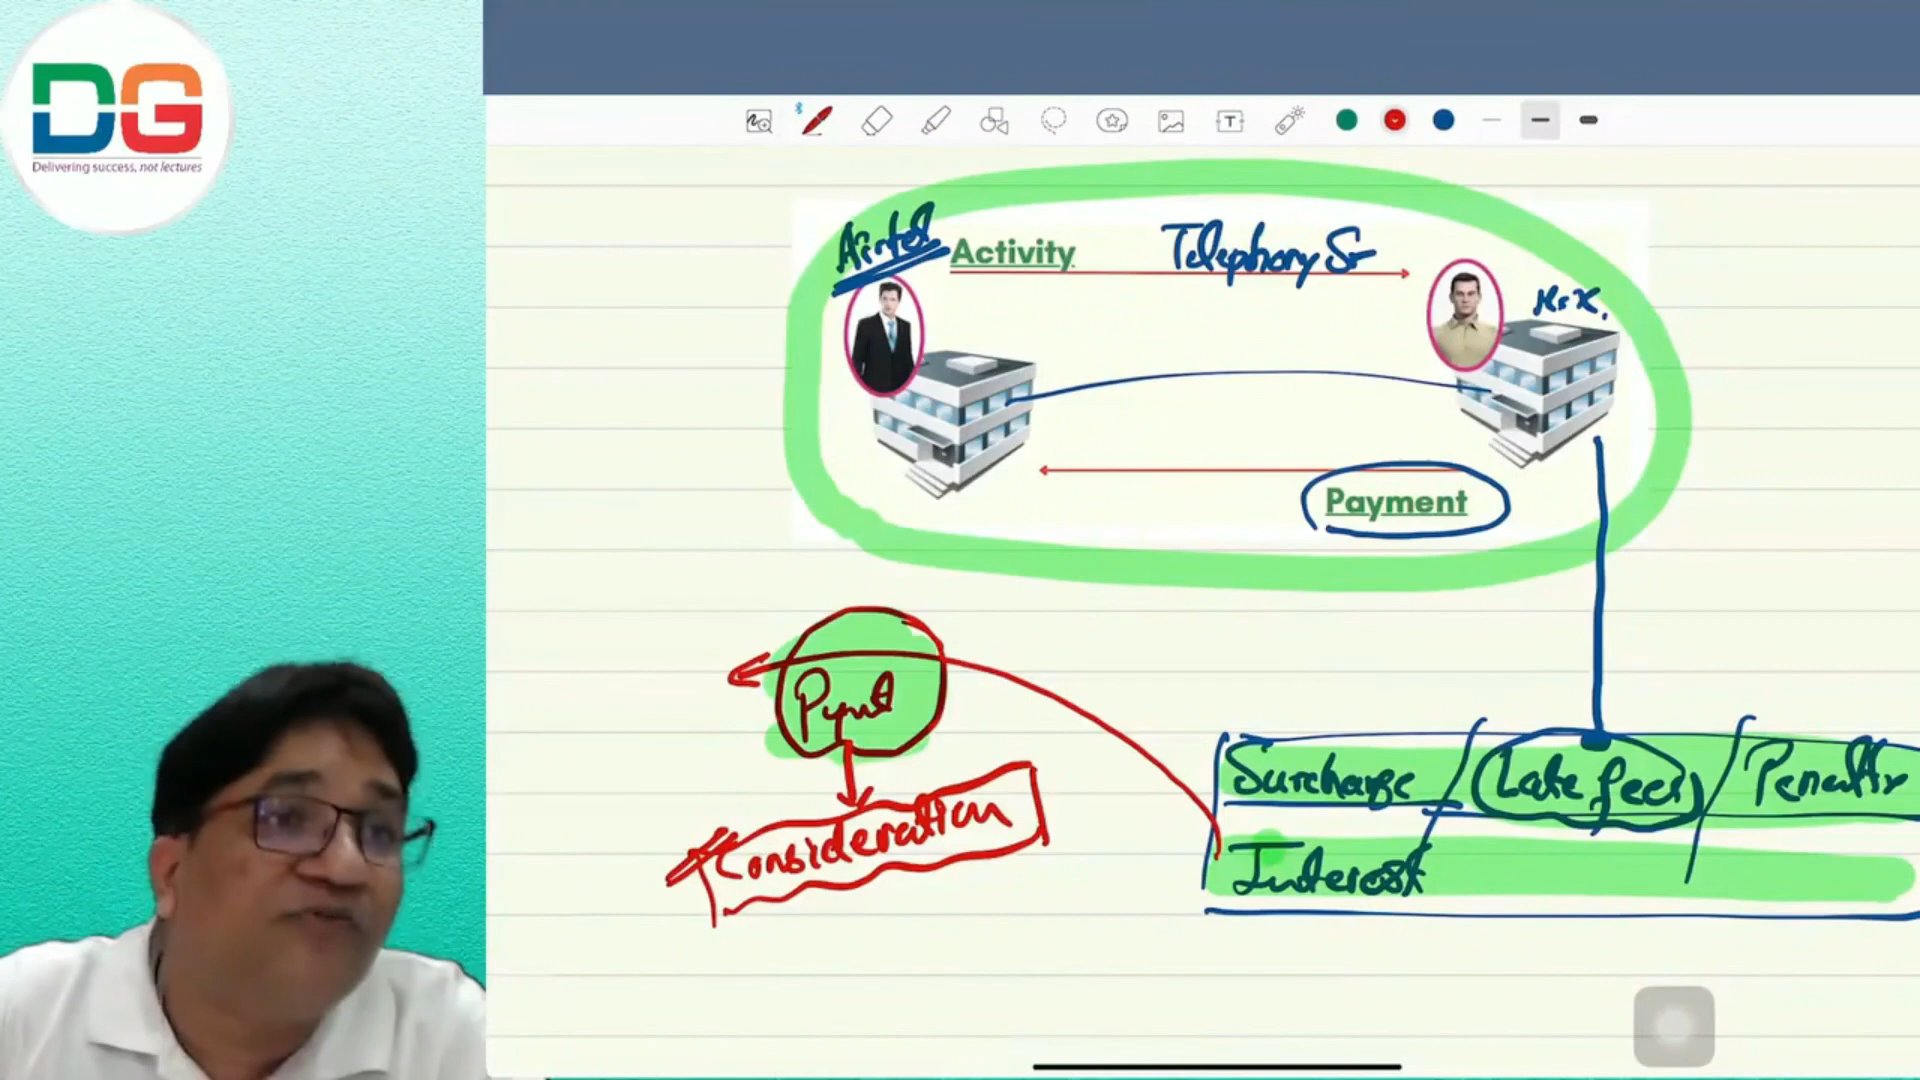 DG
Delivering success, not lectures
T
Airtel
Activity
Telephony Sr
Mr X.
Payment
Pymt
Consideration
Surcharge / Late fees / Penalty
Interest